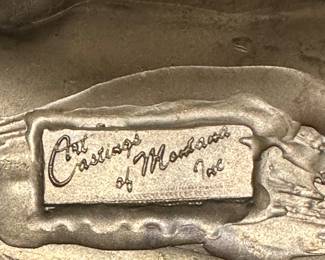 Art
Castings
of Montana
Inc